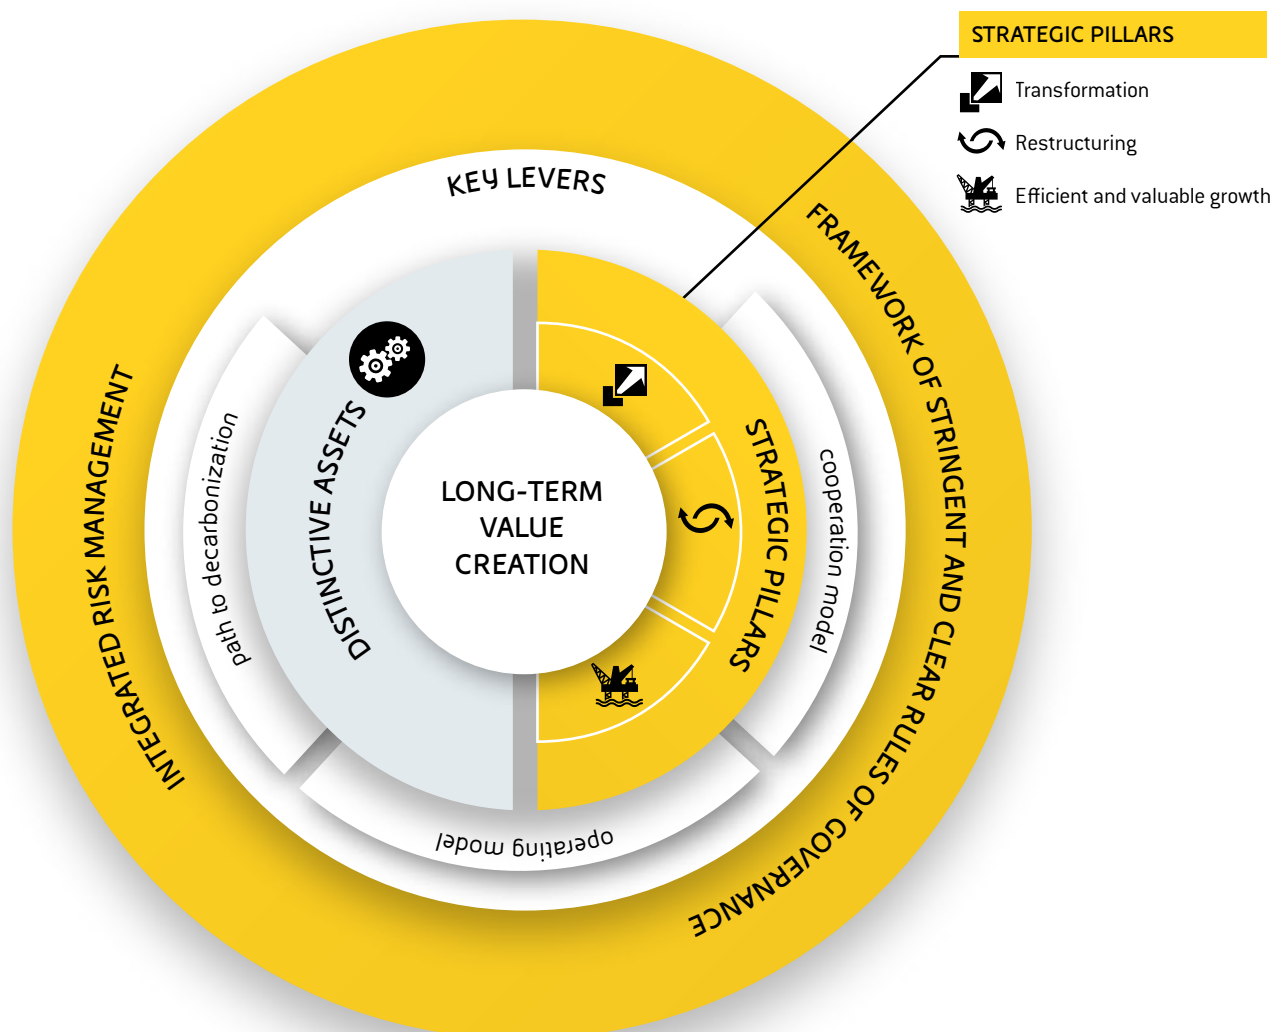 STRATEGIC PILLARS
Transformation
Restructuring
Efficient and valuable growth
KEY LEVERS
FRAMEWORK OF STRINGENT AND CLEAR RULES OF GOVERNANCE
INTEGRATED RISK MANAGEMENT
path to decarbonization
DISTINCTIVE ASSETS
LONG-TERM
VALUE
CREATION
STRATEGIC PILLARS
cooperation model
operating model